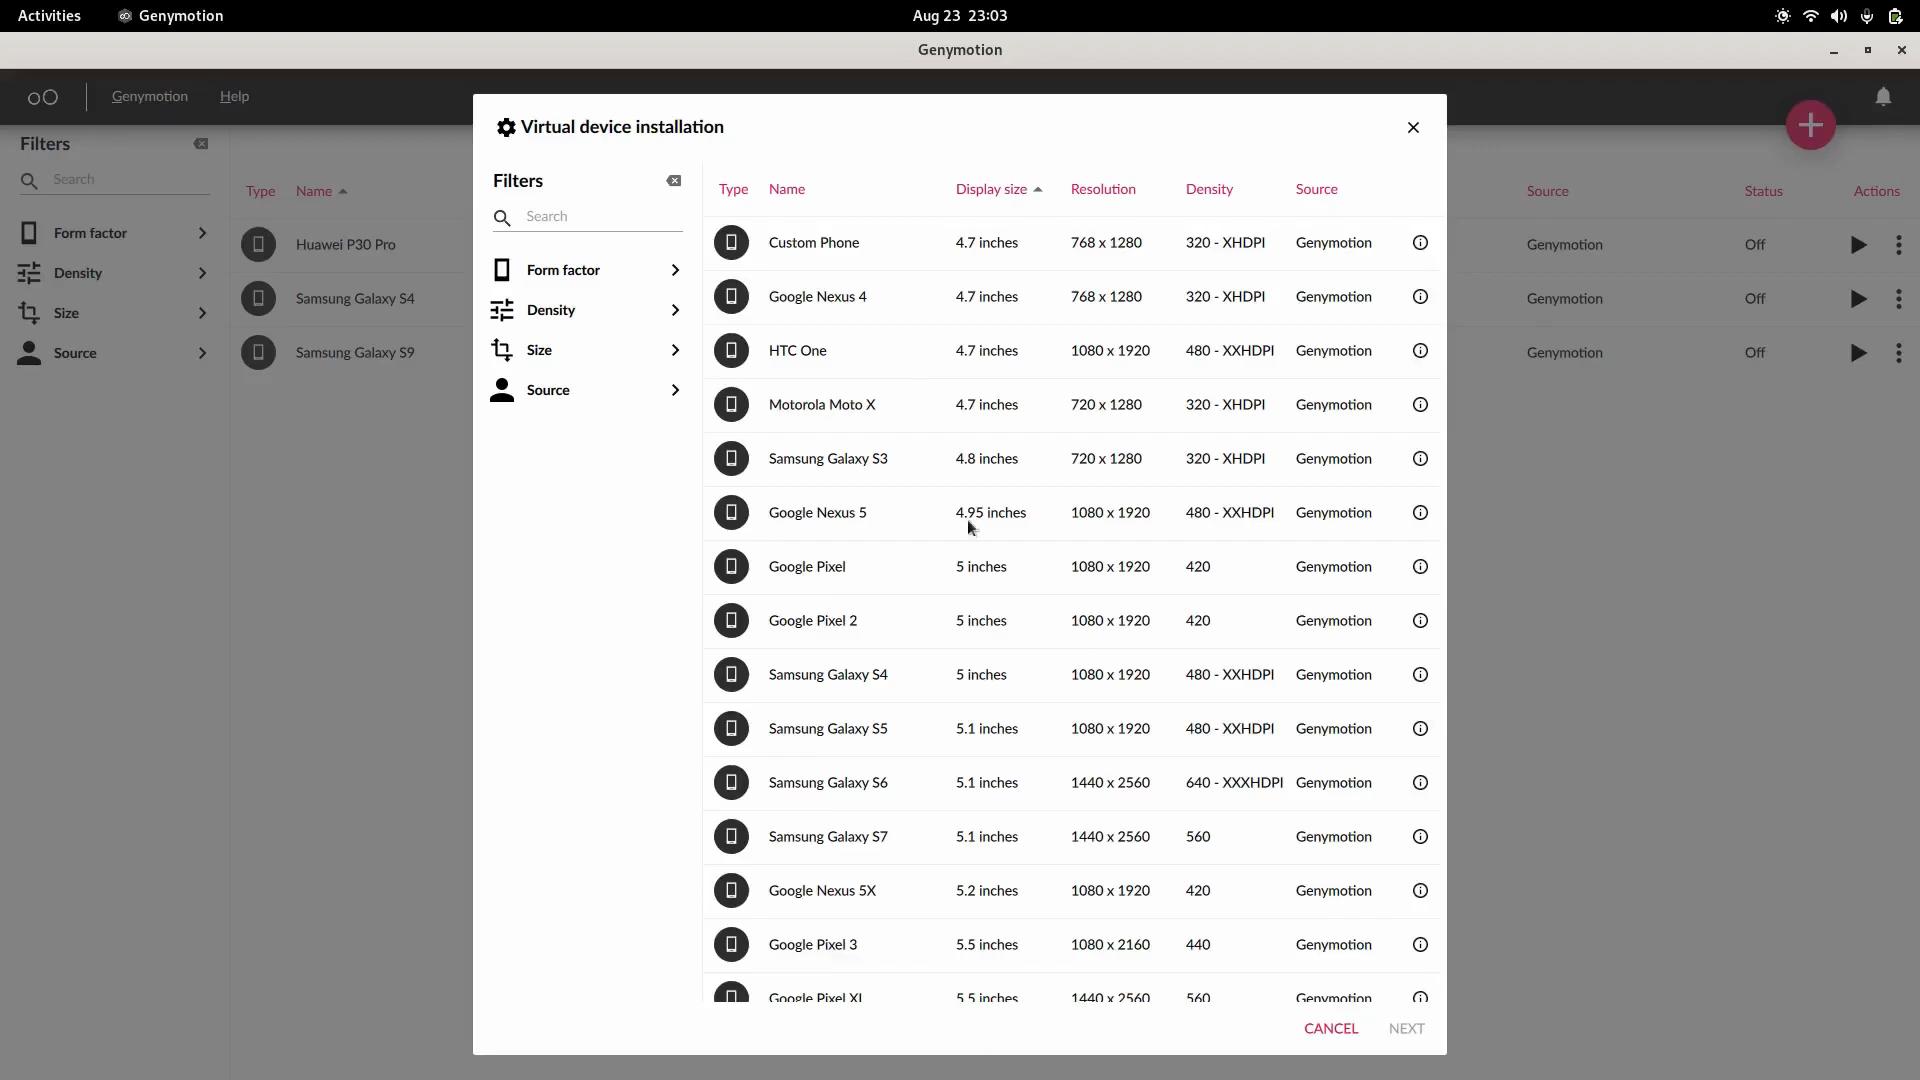 Activities Genymotion Aug 23 23:03
Genymotion
Genymotion Help
Filters
Search
Type Name
Form factor
Huawei P30 Pro
Density
Samsung Galaxy S4
Size
Source
Samsung Galaxy S9
Virtual device installation
Filters
Search
Form factor
Density
Size
Source
Type Name Display size Resolution Density Source
Custom Phone 4.7 inches 768 x 1280 320 - XHDPI Genymotion
Google Nexus 4 4.7 inches 768 x 1280 320 - XHDPI Genymotion
HTC One 4.7 inches 1080 x 1920 480 - XXHDPI Genymotion
Motorola Moto X 4.7 inches 720 x 1280 320 - XHDPI Genymotion
Samsung Galaxy S3 4.8 inches 720 x 1280 320 - XHDPI Genymotion
Google Nexus 5 4.95 inches 1080 x 1920 480 - XXHDPI Genymotion
Google Pixel 5 inches 1080 x 1920 420 Genymotion
Google Pixel 2 5 inches 1080 x 1920 420 Genymotion
Samsung Galaxy S4 5 inches 1080 x 1920 480 - XXHDPI Genymotion
Samsung Galaxy S5 5.1 inches 1080 x 1920 480 - XXHDPI Genymotion
Samsung Galaxy S6 5.1 inches 1440 x 2560 640 - XXXHDPI Genymotion
Samsung Galaxy S7 5.1 inches 1440 x 2560 560 Genymotion
Google Nexus 5X 5.2 inches 1080 x 1920 420 Genymotion
Google Pixel 3 5.5 inches 1080 x 2160 440 Genymotion
Google Pixel XL 5.5 inches 1440 x 2560 560 Genymotion
CANCEL NEXT
Source Status Actions
Genymotion Off
Genymotion Off
Genymotion Off